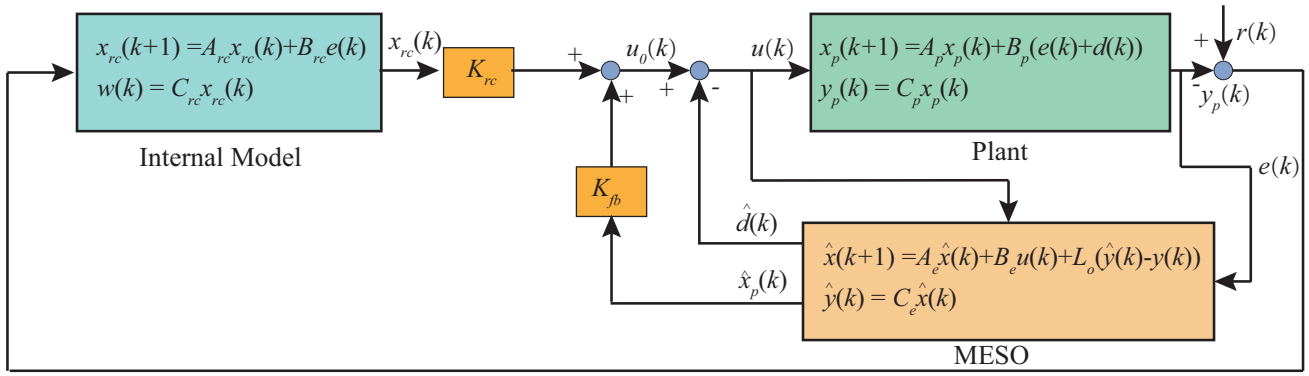 x_rc(k+1) =A_rc x_rc(k)+B_rc e(k)
w(k) = C_rc x_rc(k)
Internal Model
x_rc(k)
K_rc
+
+
u_0(k)
+
-
u(k)
x_p(k+1) =A_p x_p(k)+B_p(e(k)+d(k))
y_p(k) = C_p x_p(k)
Plant
+
r(k)
-
y_p(k)
e(k)
K_fb
d̂(k)
x̂_p(k)
x̂(k+1) =A_e x̂(k)+B_e u(k)+L_o(ŷ(k)-y(k))
ŷ(k) = C_e x̂(k)
MESO